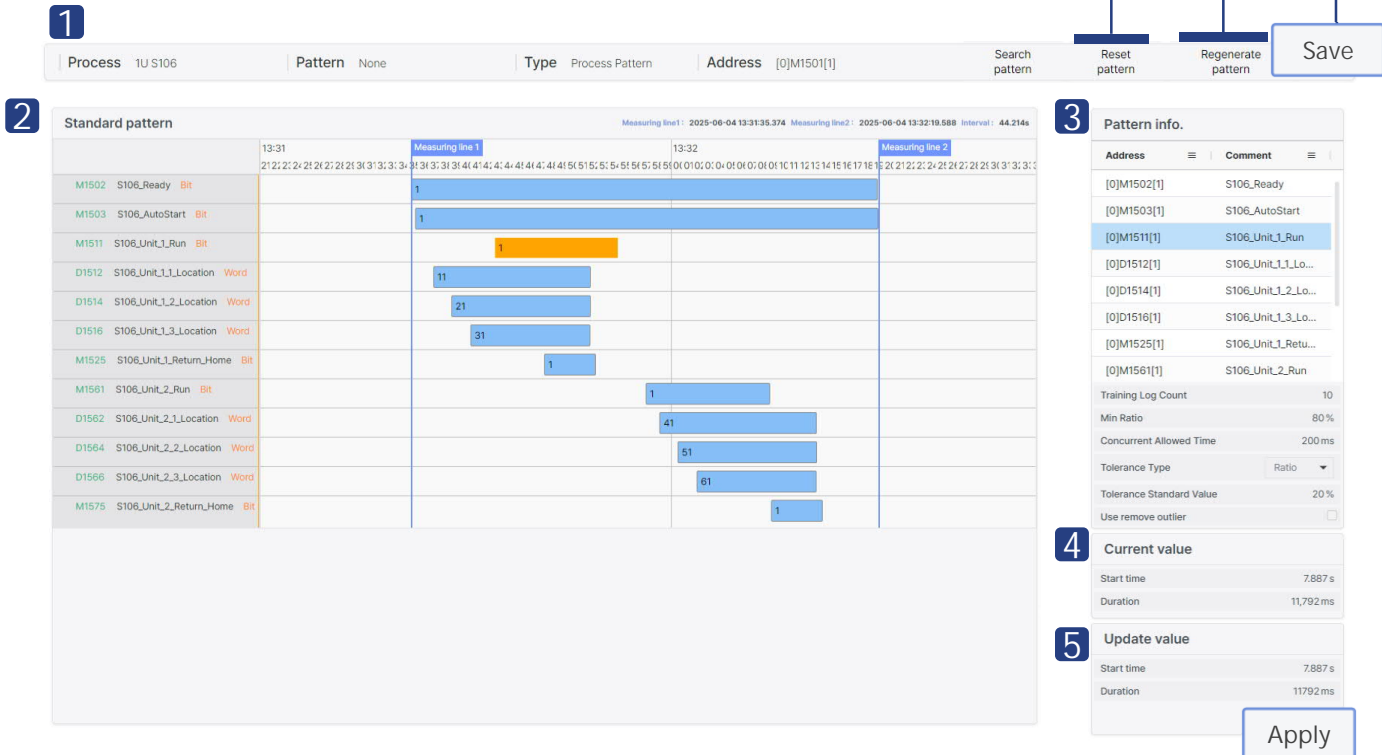 1
Process 1U S106 Pattern None Type Process Pattern Address [0]M1501[1] Search pattern Reset pattern Regenerate pattern Save
2
Standard pattern Measuring line1 : 2025-06-04 13:31:35.374 Measuring line2 : 2025-06-04 13:32:19.588 Interval : 44.214s
13:31 Measuring line 1 13:32 Measuring line 2
M1502 S106_Ready Bit 1
M1503 S106_AutoStart Bit 1
M1511 S106_Unit_1_Run Bit 1
D1512 S106_Unit_1_1_Location Word 11
D1514 S106_Unit_1_2_Location Word 21
D1516 S106_Unit_1_3_Location Word 31
M1525 S106_Unit_1_Return_Home Bit 1
M1561 S106_Unit_2_Run Bit 1
D1562 S106_Unit_2_1_Location Word 41
D1564 S106_Unit_2_2_Location Word 51
D1566 S106_Unit_2_3_Location Word 61
M1575 S106_Unit_2_Return_Home Bit 1
3
Pattern info.
Address Comment
[0]M1502[1] S106_Ready
[0]M1503[1] S106_AutoStart
[0]M1511[1] S106_Unit_1_Run
[0]D1512[1] S106_Unit_1_1_Lo...
[0]D1514[1] S106_Unit_1_2_Lo...
[0]D1516[1] S106_Unit_1_3_Lo...
[0]M1525[1] S106_Unit_1_Retu...
[0]M1561[1] S106_Unit_2_Run
Training Log Count 10
Min Ratio 80 %
Concurrent Allowed Time 200 ms
Tolerance Type Ratio
Tolerance Standard Value 20 %
Use remove outlier
4
Current value
Start time 7.887 s
Duration 11,792 ms
5
Update value
Start time 7.887 s
Duration 11792 ms
Apply